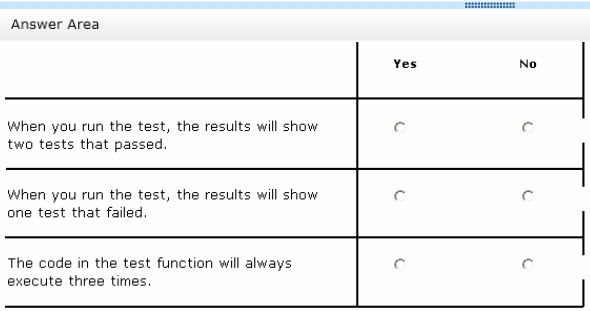 Answer Area
Yes No
When you run the test, the results will show
two tests that passed.
When you run the test, the results will show
one test that failed.
The code in the test function will always
execute three times.